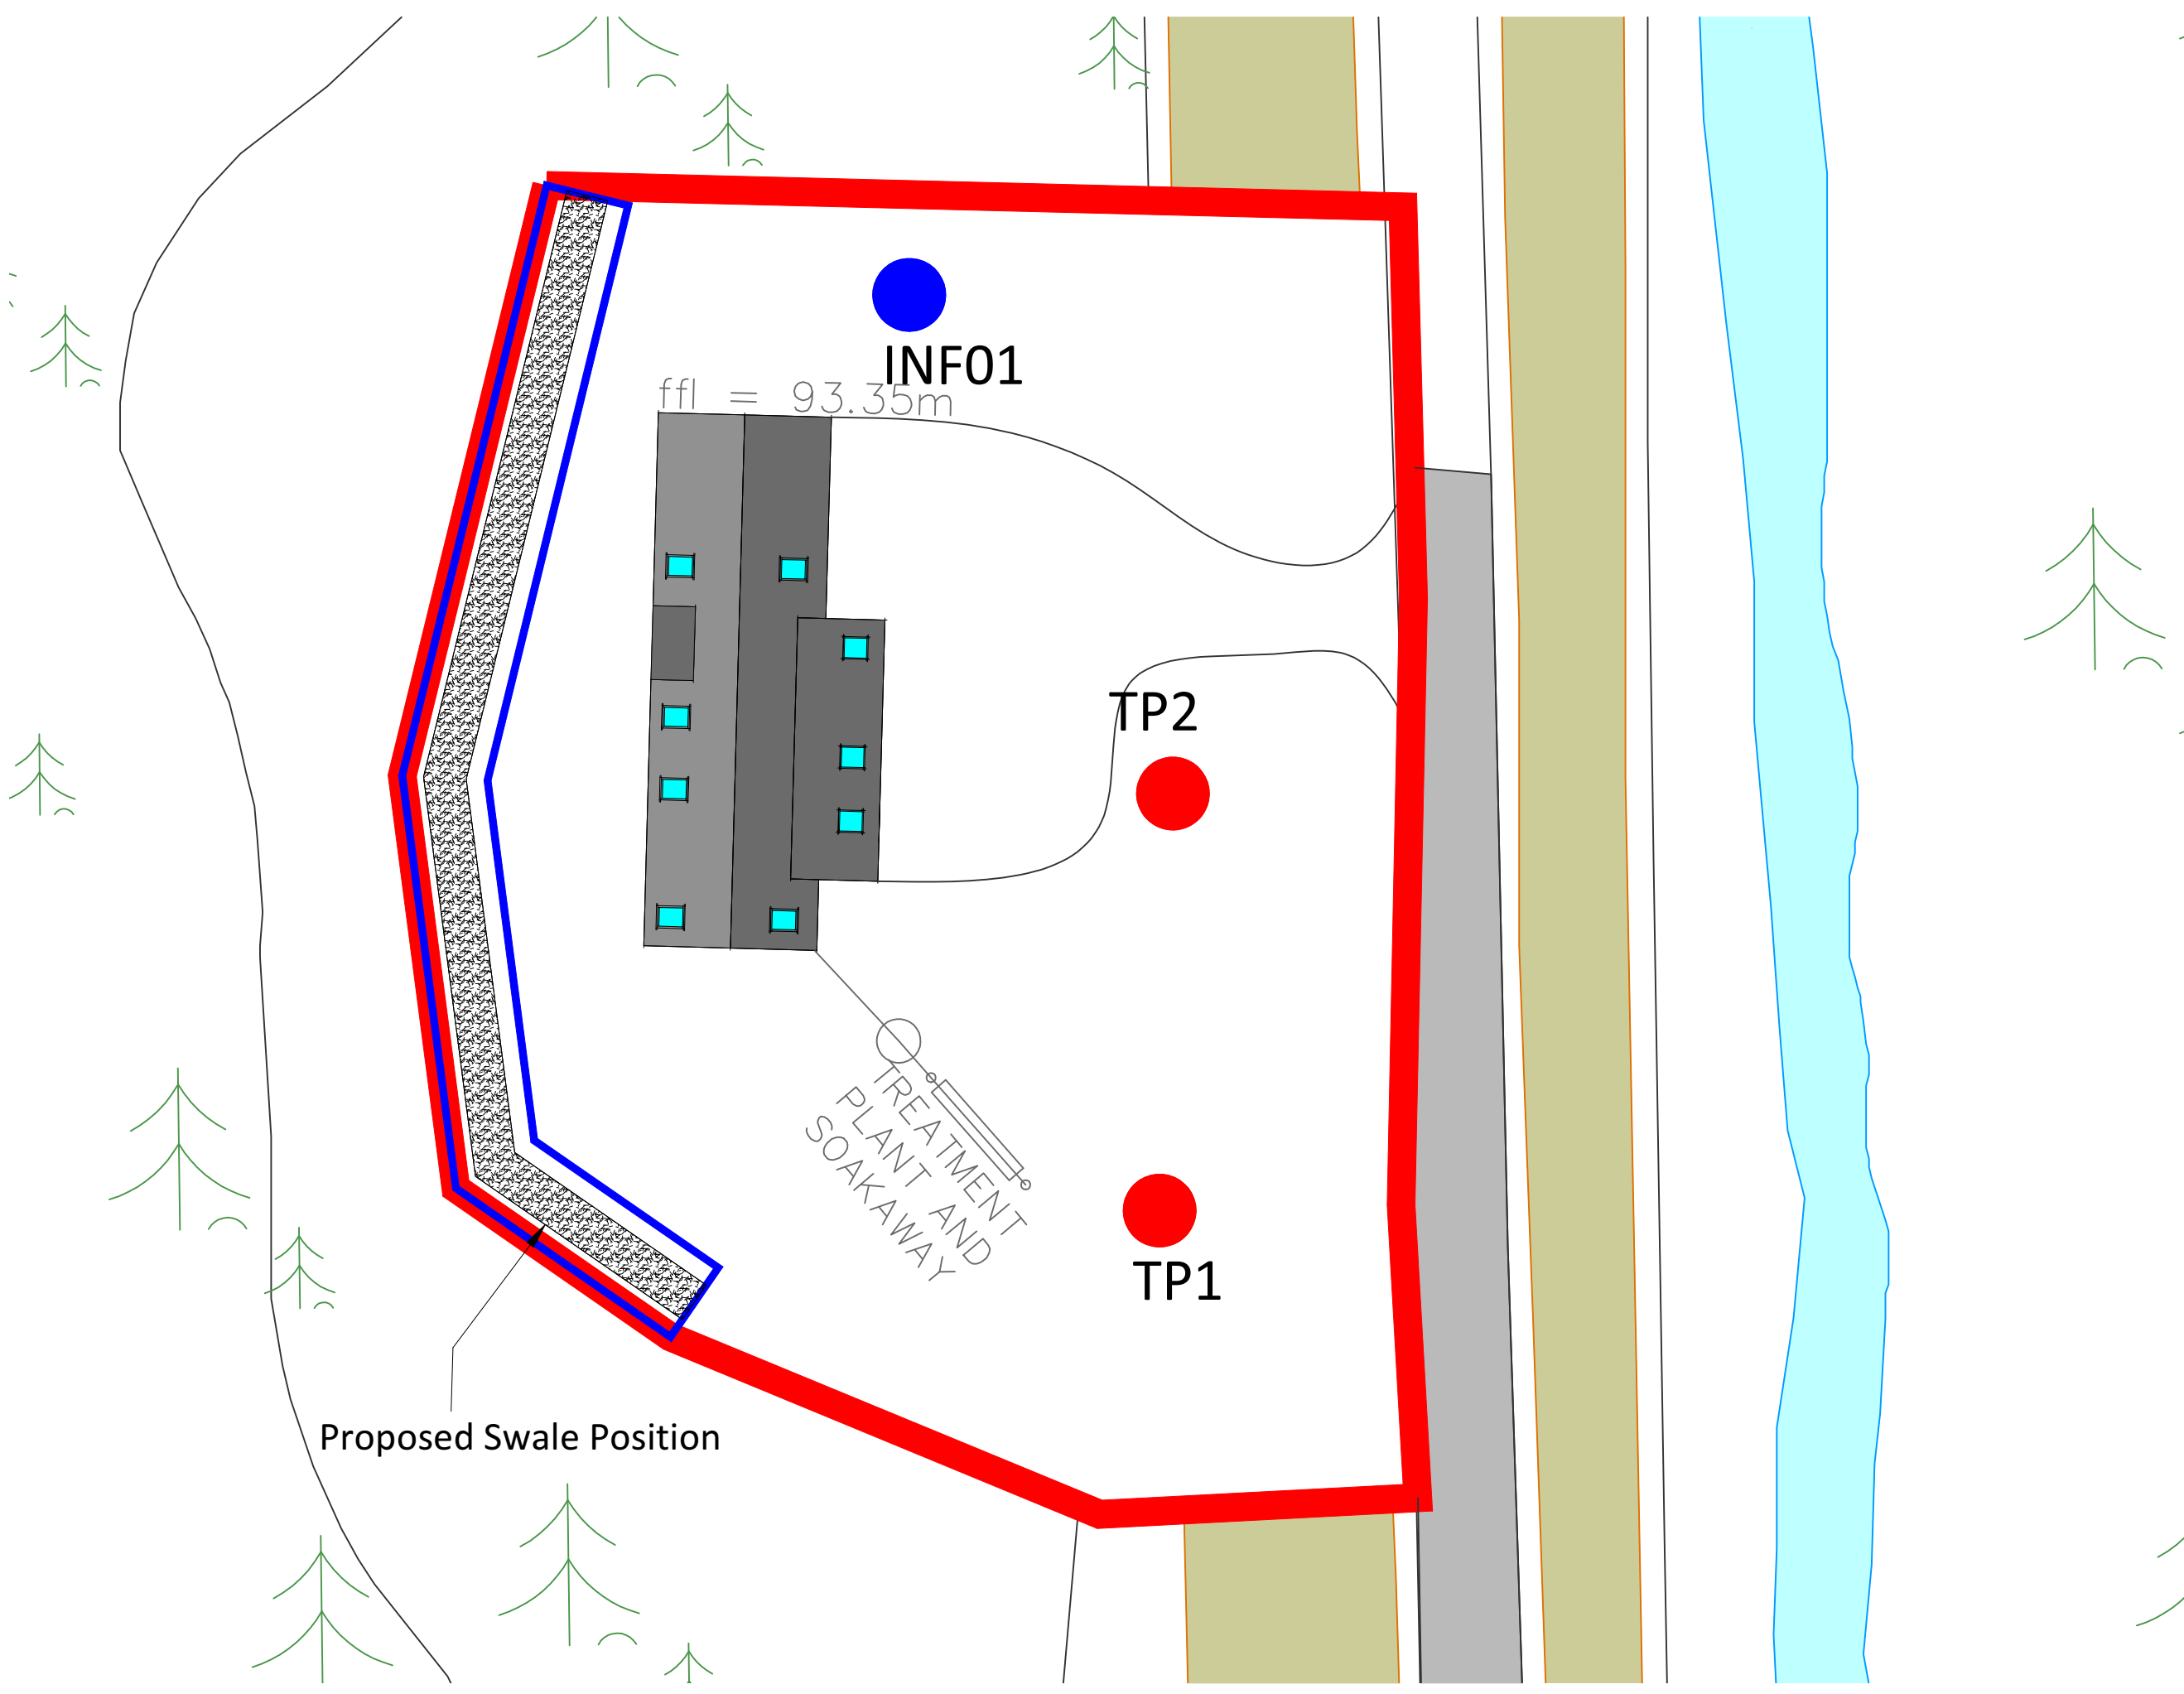 INF01
ffl = 93.35m
TP2
TREATMENT
PLANT AND
SOAKAWAY
TP1
Proposed Swale Position